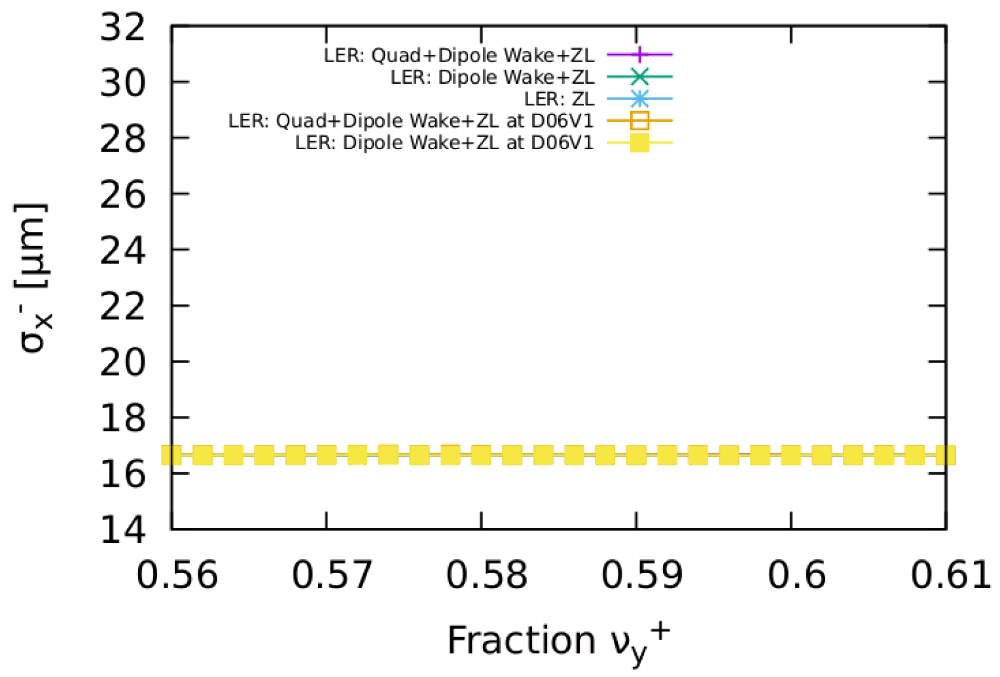 32
30
28
26
24
22
20
18
16
14
σx- [μm]
LER: Quad+Dipole Wake+ZL
LER: Dipole Wake+ZL
LER: ZL
LER: Quad+Dipole Wake+ZL at D06V1
LER: Dipole Wake+ZL at D06V1
0.56 0.57 0.58 0.59 0.6 0.61
Fraction νy+